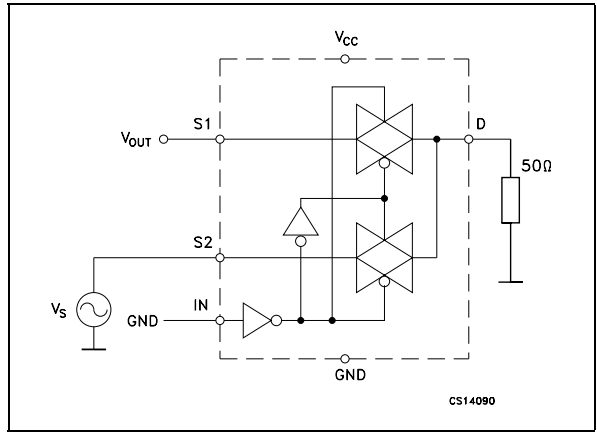 VCC
S1
D
VOUT
50Ω
S2
IN
VS
GND
GND
CS14090